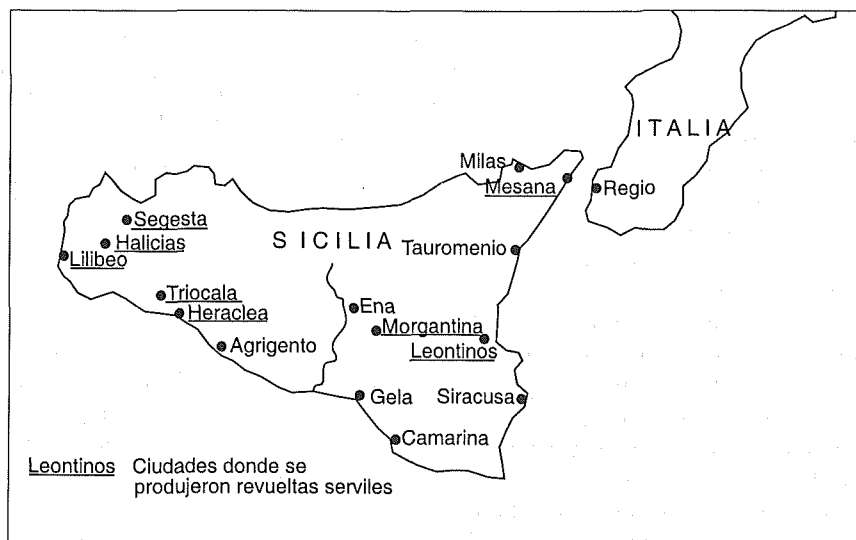 ITALIA
Milas
Mesana
Regio
Segesta
Halicias
SICILIA
Tauromenio
Lilibeo
Triocala
Heraclea
Ena
Morgantina
Leontinos
Agrigento
Gela
Siracusa
Camarina
Leontinos Ciudades donde se
produjeron revueltas serviles